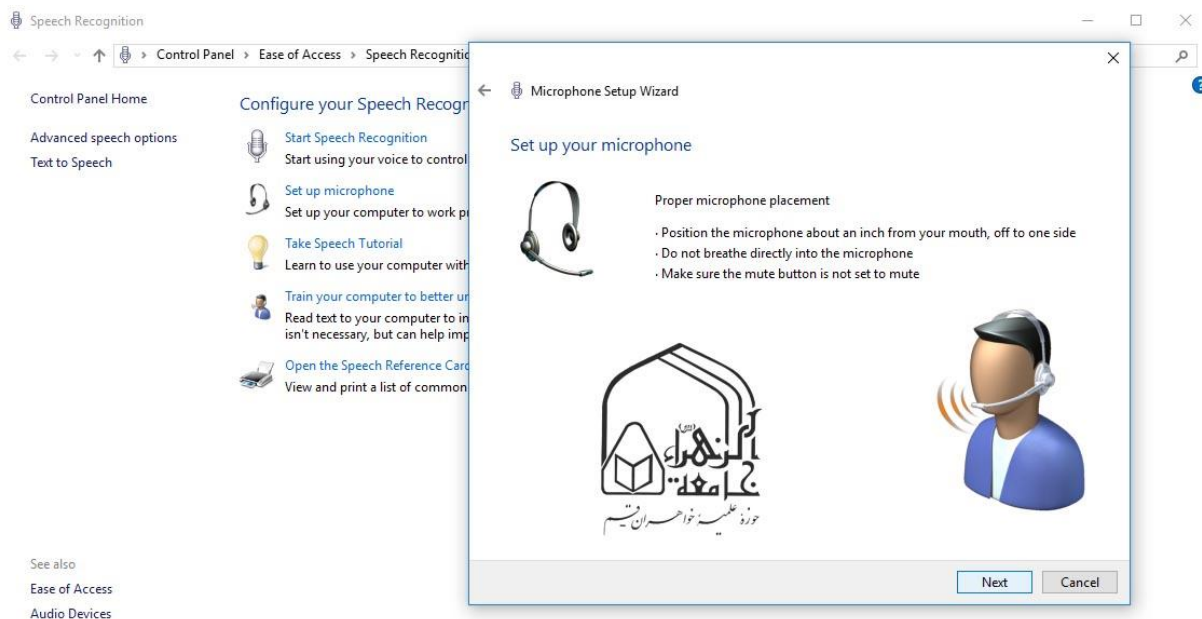 Speech Recognition
Control Panel > Ease of Access > Speech Recognitic
Control Panel Home
Advanced speech options
Text to Speech
Configure your Speech Recogr
Start Speech Recognition
Start using your voice to control
Set up microphone
Set up your computer to work pr
Take Speech Tutorial
Learn to use your computer with
Train your computer to better ur
Read text to your computer to in
isn't necessary, but can help imp
Open the Speech Reference Card
View and print a list of common
See also
Ease of Access
Audio Devices
Microphone Setup Wizard
Set up your microphone
Proper microphone placement
· Position the microphone about an inch from your mouth, off to one side
· Do not breathe directly into the microphone
· Make sure the mute button is not set to mute
جامعة الزهراء
حوزهٔ علمیهٔ خواهران قم
Next Cancel